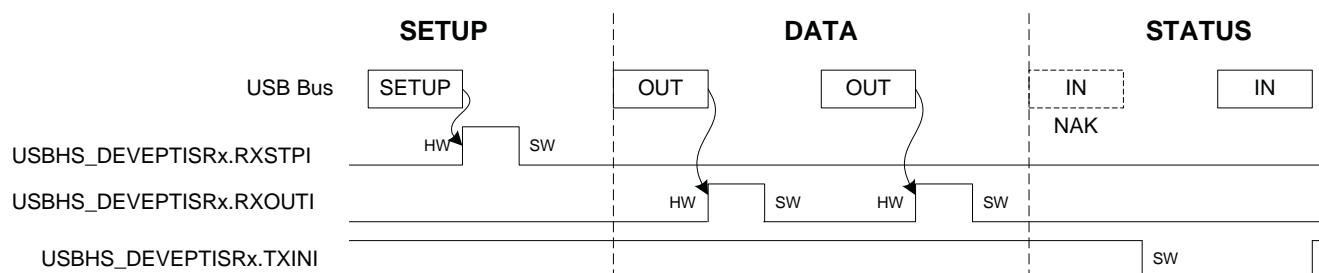 SETUP DATA STATUS
USB Bus SETUP OUT OUT IN IN
NAK
USBHS_DEVEPTISRx.RXSTPI HW SW
USBHS_DEVEPTISRx.RXOUTI HW SW HW SW
USBHS_DEVEPTISRx.TXINI SW